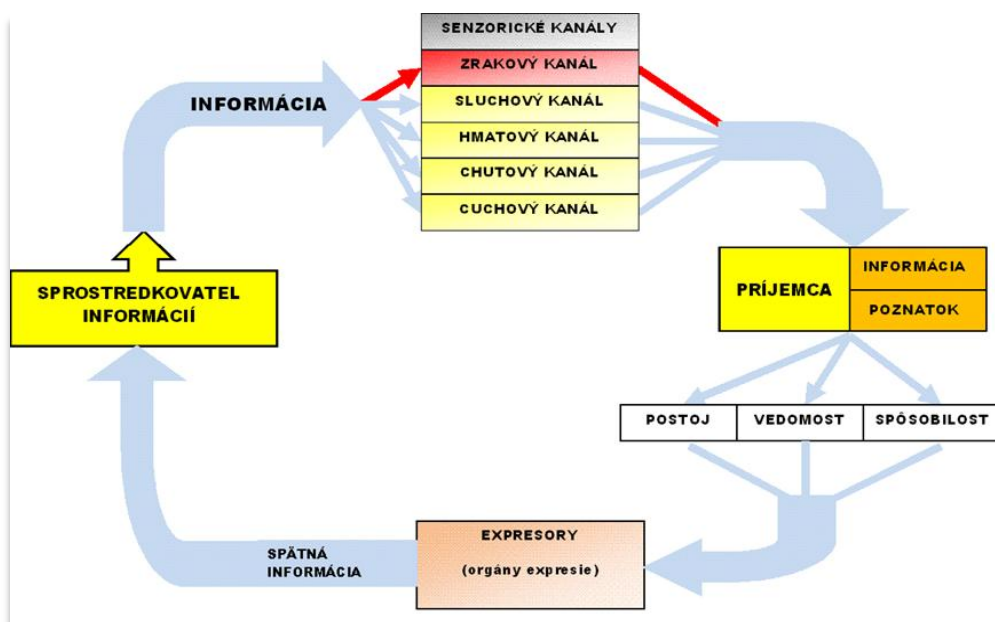 SENZORICKÉ KANÁLY
ZRAKOVÝ KANÁL
INFORMÁCIA
SLUCHOVÝ KANÁL
HMATOVÝ KANÁL
CHUTOVÝ KANÁL
CUCHOVÝ KANÁL
SPROSTREDKOVATEL
INFORMÁCIÍ
PRÍJEMCA
INFORMÁCIA
POZNATOK
POSTOJ
VEDOMOST
SPÔSOBILOST
EXPRESORY
(orgány expresie)
SPÄTNÁ
INFORMÁCIA